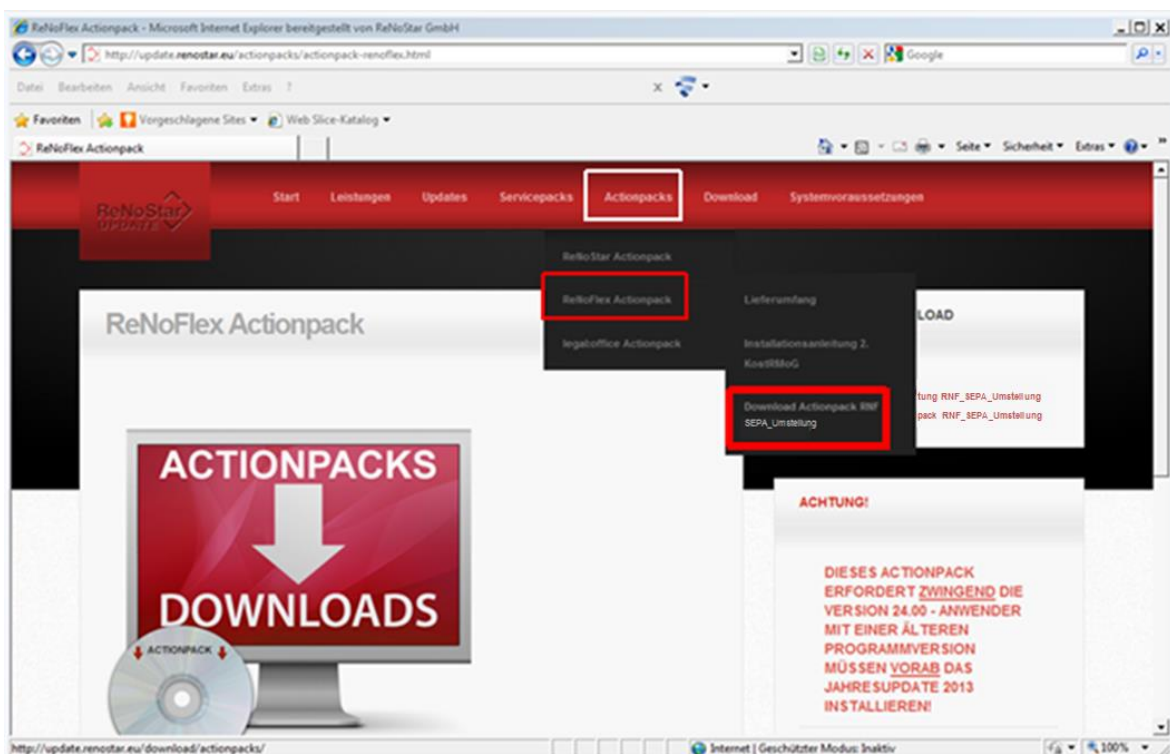 ReNoFlex Actionpack - Microsoft Internet Explorer bereitgestellt von ReNoStar GmbH
http://update.renostar.eu/actionpacks/actionpack-renoflex.html
Google
Datei Bearbeiten Ansicht Favoriten Extras ?
x
Favoriten Vorgeschlagene Sites Web Slice-Katalog
ReNoFlex Actionpack
Seite Sicherheit Extras
ReNoStar
UPDATE
Start Leistungen Updates Servicepacks Actionpacks Download Systemvoraussetzungen
ReNoStar Actionpack
ReNoFlex Actionpack
legal:office Actionpack
Lieferumfang
Installationsanleitung 2.
KostRMoG
Download Actionpack RNF
SEPA_Umstellung
ReNoFlex Actionpack
LOAD
tung RNF_SEPA_Umstellung
pack RNF_SEPA_Umstellung
ACTIONPACKS
DOWNLOADS
ACTIONPACK
ACHTUNG!
DIESES ACTIONPACK
ERFORDERT ZWINGEND DIE
VERSION 24.00 - ANWENDER
MIT EINER ÄLTEREN
PROGRAMMVERSION
MÜSSEN VORAB DAS
JAHRESUPDATE 2013
INSTALLIEREN!
http://update.renostar.eu/download/actionpacks/
Internet | Geschützter Modus: Inaktiv
100%